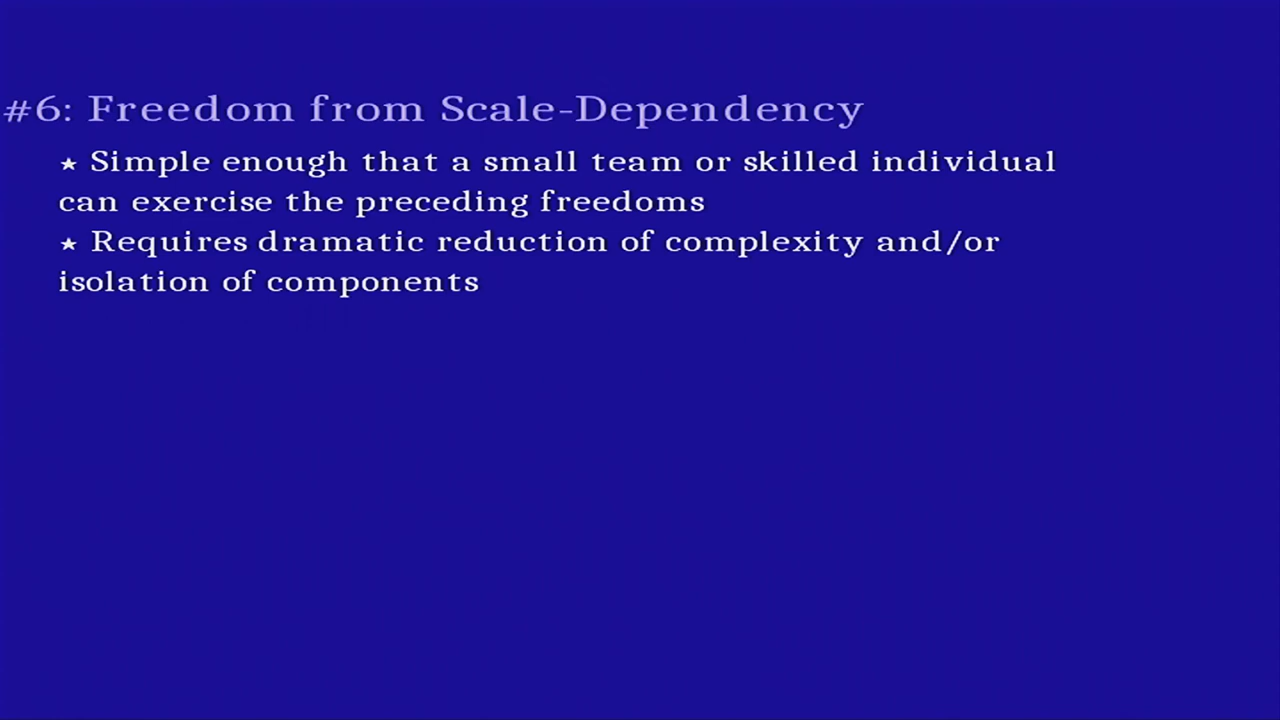 #6: Freedom from Scale-Dependency
★ Simple enough that a small team or skilled individual
can exercise the preceding freedoms
★ Requires dramatic reduction of complexity and/or
isolation of components